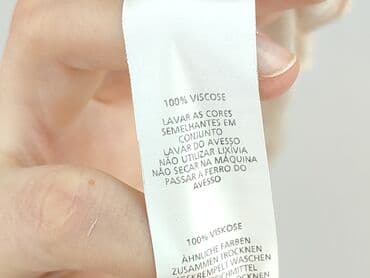 100% VISCOSE
LAVAR AS CORES
SEMELHANTES EM
CONJUNTO
LAVAR DO AVESSO
NÃO UTILIZAR LIXÍVIA
NÃO SECAR NA MÁQUINA
PASSAR A FERRO DO
AVESSO
100% VISKOSE
ÄHNLICHE FARBEN
ZUSAMMEN TROCKNEN
WASCHEN